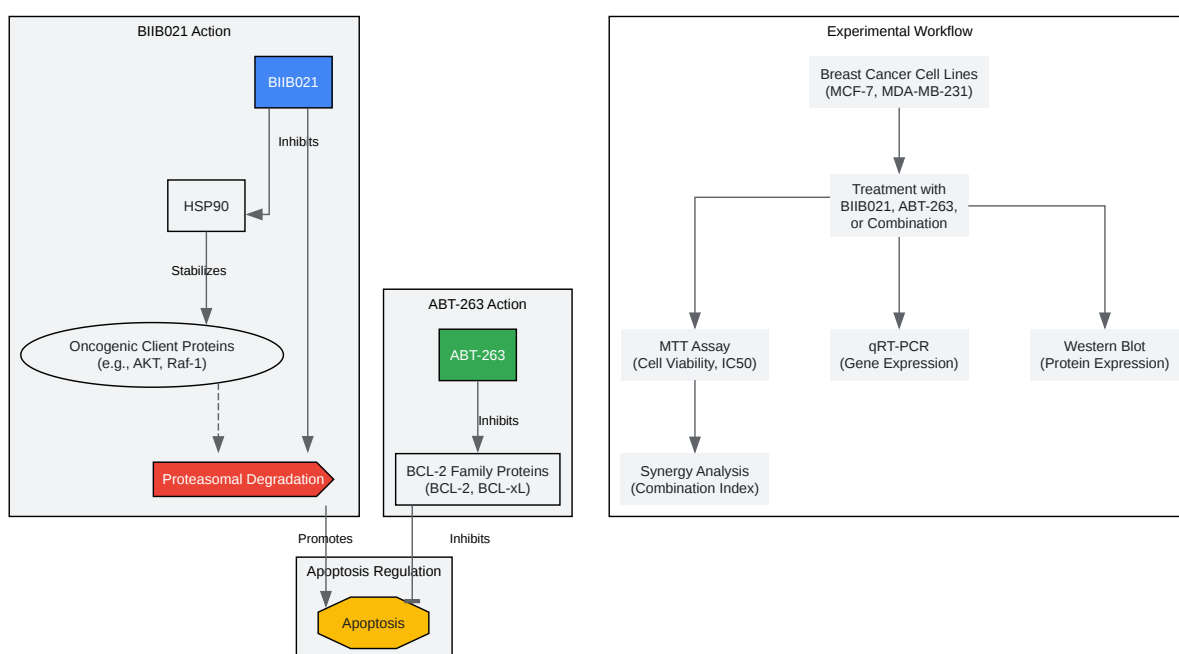 BIIB021 Action
BIIB021
Inhibits
HSP90
Stabilizes
Oncogenic Client Proteins
(e.g., AKT, Raf-1)
Proteasomal Degradation
ABT-263 Action
ABT-263
Inhibits
BCL-2 Family Proteins
(BCL-2, BCL-xL)
Promotes
Inhibits
Apoptosis Regulation
Apoptosis
Experimental Workflow
Breast Cancer Cell Lines
(MCF-7, MDA-MB-231)
Treatment with
BIIB021, ABT-263,
or Combination
MTT Assay
(Cell Viability, IC50)
qRT-PCR
(Gene Expression)
Western Blot
(Protein Expression)
Synergy Analysis
(Combination Index)